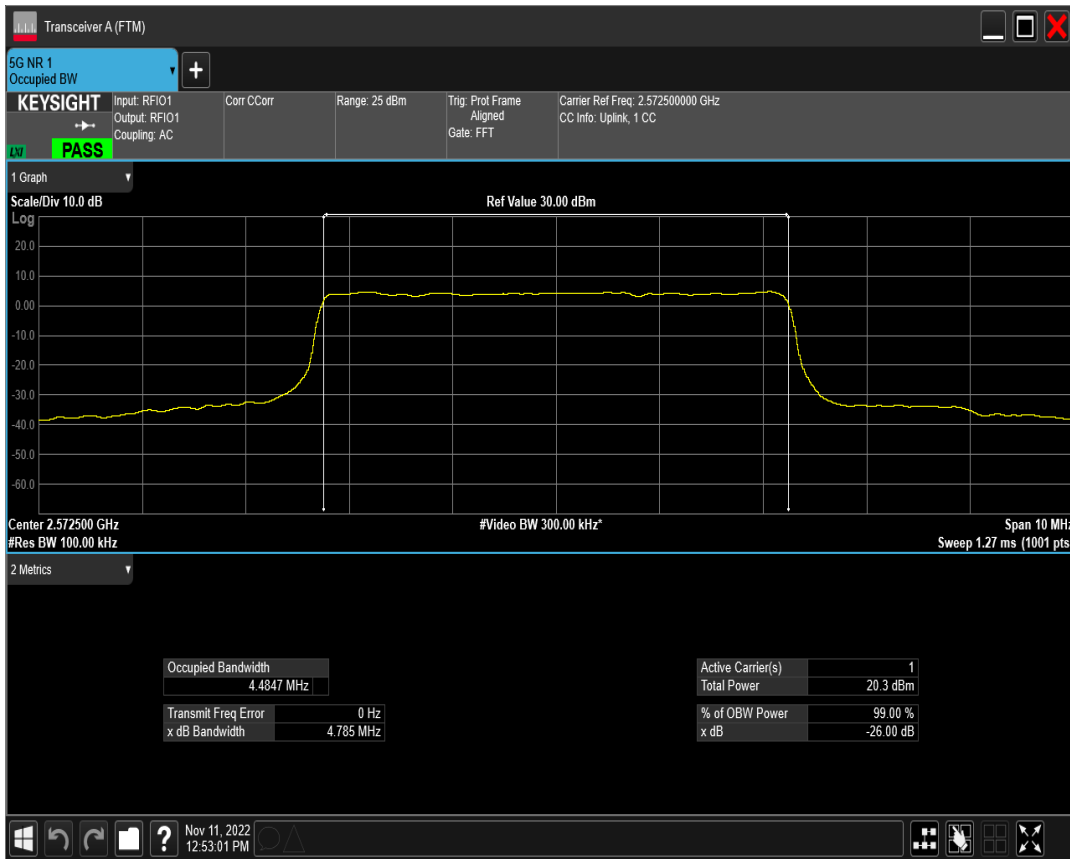 Transceiver A (FTM)
5G NR 1
Occupied BW
+
KEYSIGHT
LXI
PASS
Input: RFIO1
Output: RFIO1
Coupling: AC
Corr CCorr
Range: 25 dBm
Trig: Prot Frame
Aligned
Gate: FFT
Carrier Ref Freq: 2.572500000 GHz
CC Info: Uplink, 1 CC
1 Graph
Scale/Div 10.0 dB
Ref Value 30.00 dBm
Log
20.0
10.0
0.00
-10.0
-20.0
-30.0
-40.0
-50.0
-60.0
Center 2.572500 GHz
#Video BW 300.00 kHz*
Span 10 MHz
#Res BW 100.00 kHz
Sweep 1.27 ms (1001 pts
2 Metrics
Occupied Bandwidth
4.4847 MHz
Transmit Freq Error 0 Hz
x dB Bandwidth 4.785 MHz
Active Carrier(s) 1
Total Power 20.3 dBm
% of OBW Power 99.00 %
x dB -26.00 dB
?
Nov 11, 2022
12:53:01 PM